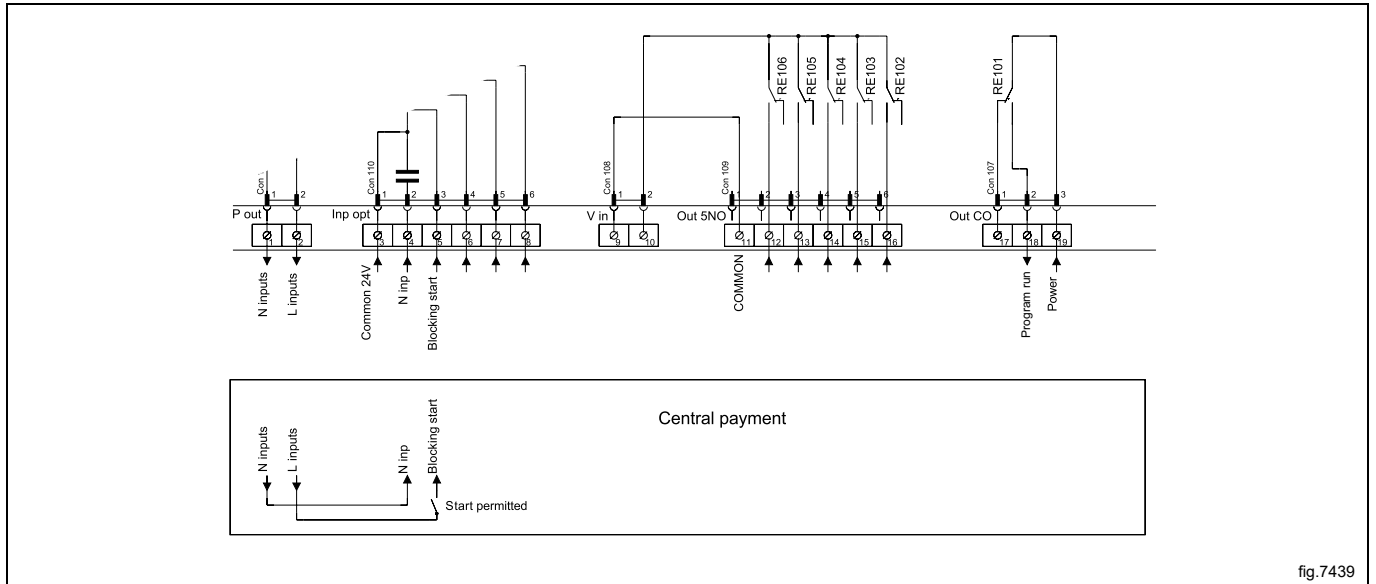 RE106
RE105
RE104
RE103
RE102
RE101
Con
1
2
Con 110
1
2
3
4
5
6
Con 108
1
2
Con 109
1
2
3
4
5
6
Con 107
1
2
3
P out
Inp opt
V in
Out 5NO
Out CO
1
2
3
4
5
6
7
8
9
10
11
12
13
14
15
16
17
18
19
N inputs
L inputs
Common 24V
N inp
Blocking start
COMMON
Program run
Power
Central payment
N inputs
L inputs
N inp
Blocking start
Start permitted
fig.7439